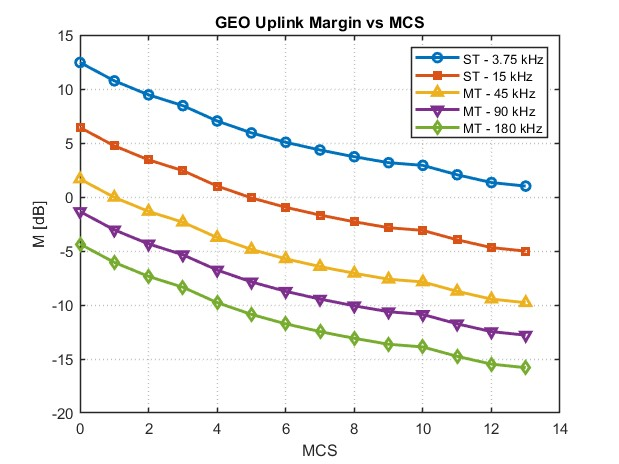 GEO Uplink Margin vs MCS
15
10
5
0
-5
-10
-15
-20
M [dB]
0 2 4 6 8 10 12 14
MCS
ST - 3.75 kHz
ST - 15 kHz
MT - 45 kHz
MT - 90 kHz
MT - 180 kHz